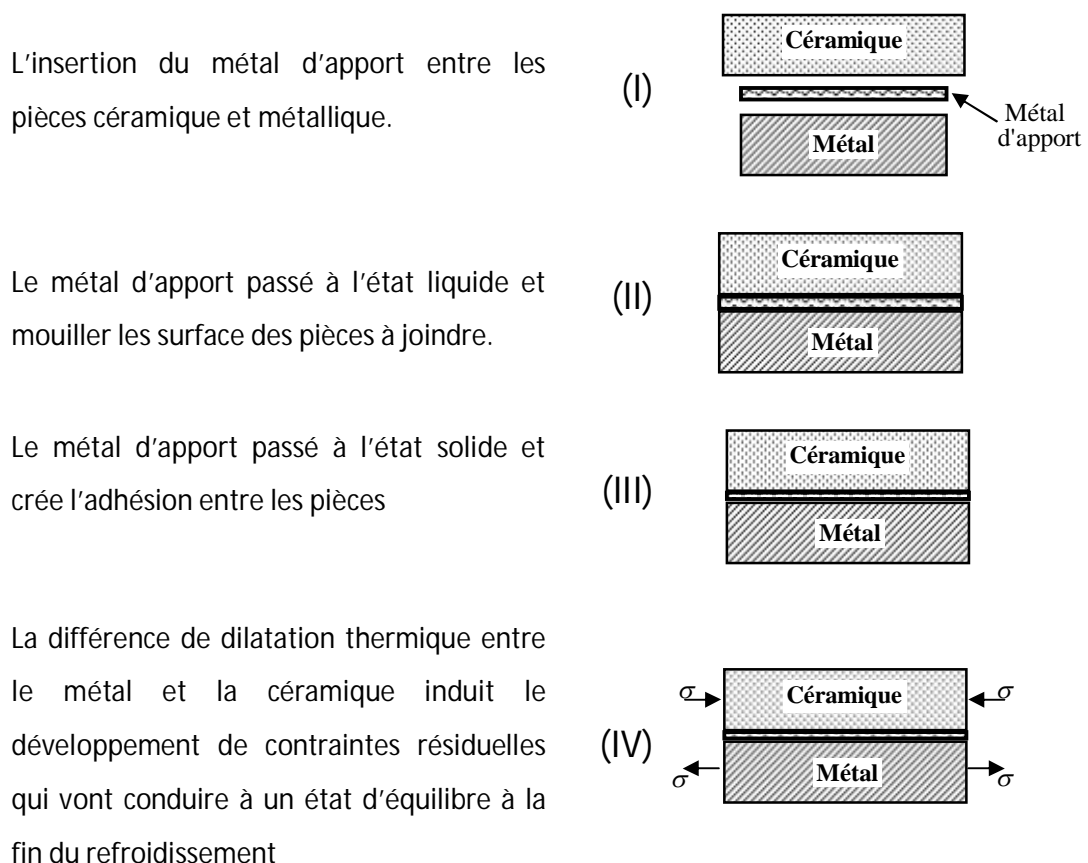 L'insertion du métal d'apport entre les
pièces céramique et métallique.
(I)
Céramique
Métal
d'apport
Métal
Le métal d'apport passé à l'état liquide et
mouiller les surface des pièces à joindre.
(II)
Céramique
Métal
Le métal d'apport passé à l'état solide et
crée l'adhésion entre les pièces
(III)
Céramique
Métal
La différence de dilatation thermique entre
le métal et la céramique induit le
développement de contraintes résiduelles
qui vont conduire à un état d'équilibre à la
fin du refroidissement
(IV)
σ Céramique σ
σ Métal σ